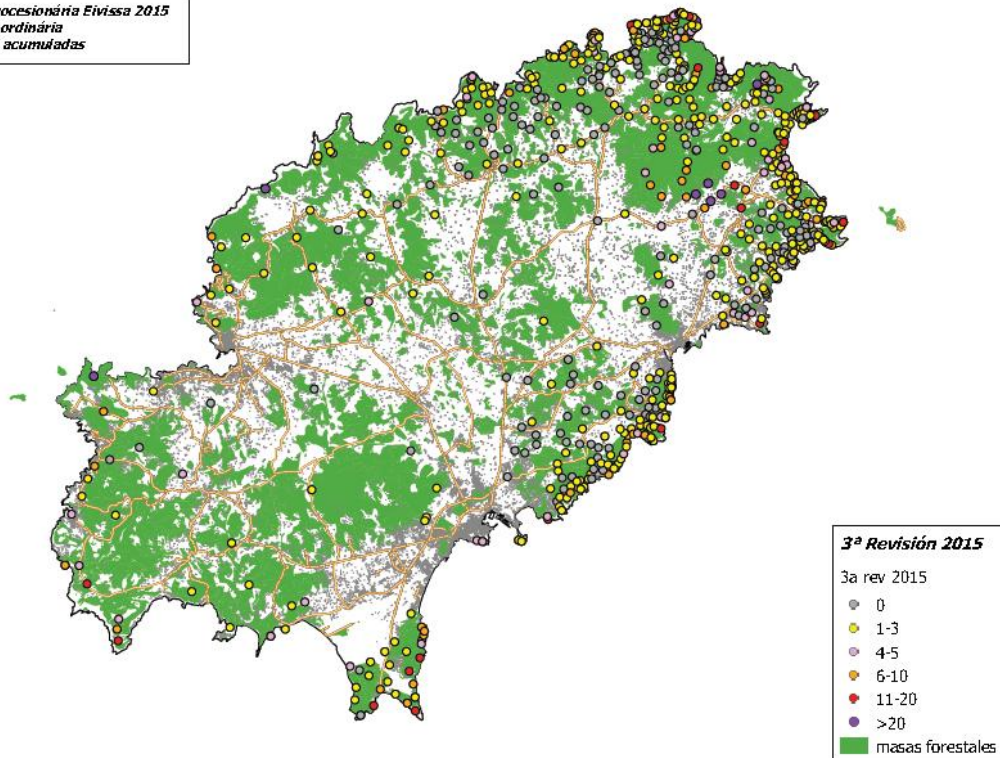 ocesionária Eivissa 2015
ordinária
acumuladas
3ª Revisión 2015
3a rev 2015
0
1-3
4-5
6-10
11-20
>20
masas forestales